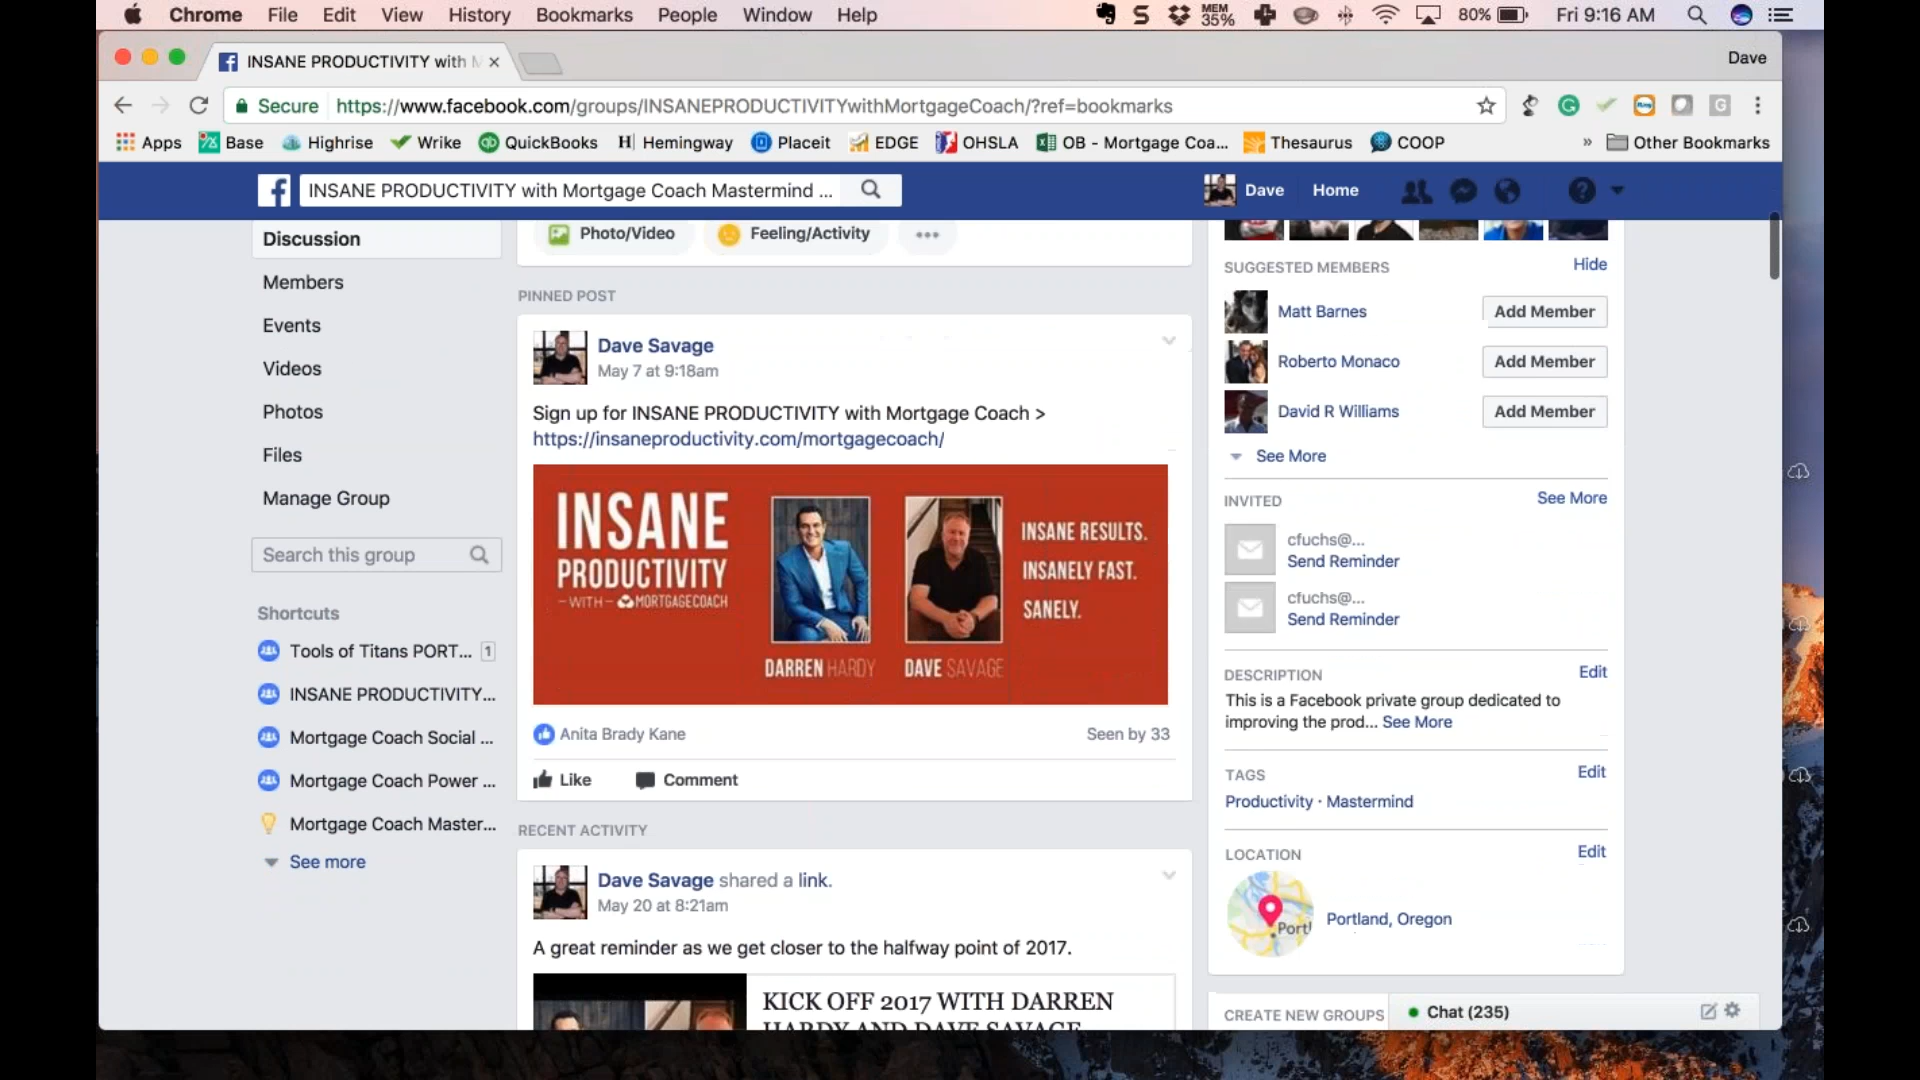 Chrome File Edit View History Bookmarks People Window Help
MEM 35% 80% Fri 9:16 AM
INSANE PRODUCTIVITY with M
Dave
Secure https://www.facebook.com/groups/INSANEPRODUCTIVITYwithMortgageCoach/?ref=bookmarks
Apps Base Highrise Wrike QuickBooks Hemingway Placeit EDGE OHSLA OB - Mortgage Coa... Thesaurus COOP » Other Bookmarks
INSANE PRODUCTIVITY with Mortgage Coach Mastermind ...
Dave Home
Discussion
Members
Events
Videos
Photos
Files
Manage Group
Search this group
Shortcuts
Tools of Titans PORT... 1
INSANE PRODUCTIVITY...
Mortgage Coach Social ...
Mortgage Coach Power ...
Mortgage Coach Master...
See more
Photo/Video Feeling/Activity
PINNED POST
Dave Savage
May 7 at 9:18am
Sign up for INSANE PRODUCTIVITY with Mortgage Coach >
https://insaneproductivity.com/mortgagecoach/
INSANE
PRODUCTIVITY
– WITH – MORTGAGECOACH
DARREN HARDY
DAVE SAVAGE
INSANE RESULTS.
INSANELY FAST.
SANELY.
Anita Brady Kane
Seen by 33
Like Comment
RECENT ACTIVITY
Dave Savage shared a link.
May 20 at 8:21am
A great reminder as we get closer to the halfway point of 2017.
KICK OFF 2017 WITH DARREN
HARDY AND DAVE SAVAGE
SUGGESTED MEMBERS Hide
Matt Barnes Add Member
Roberto Monaco Add Member
David R Williams Add Member
See More
INVITED See More
cfuchs@...
Send Reminder
cfuchs@...
Send Reminder
DESCRIPTION Edit
This is a Facebook private group dedicated to
improving the prod... See More
TAGS Edit
Productivity · Mastermind
LOCATION Edit
Portl
Portland, Oregon
CREATE NEW GROUPS
Chat (235)